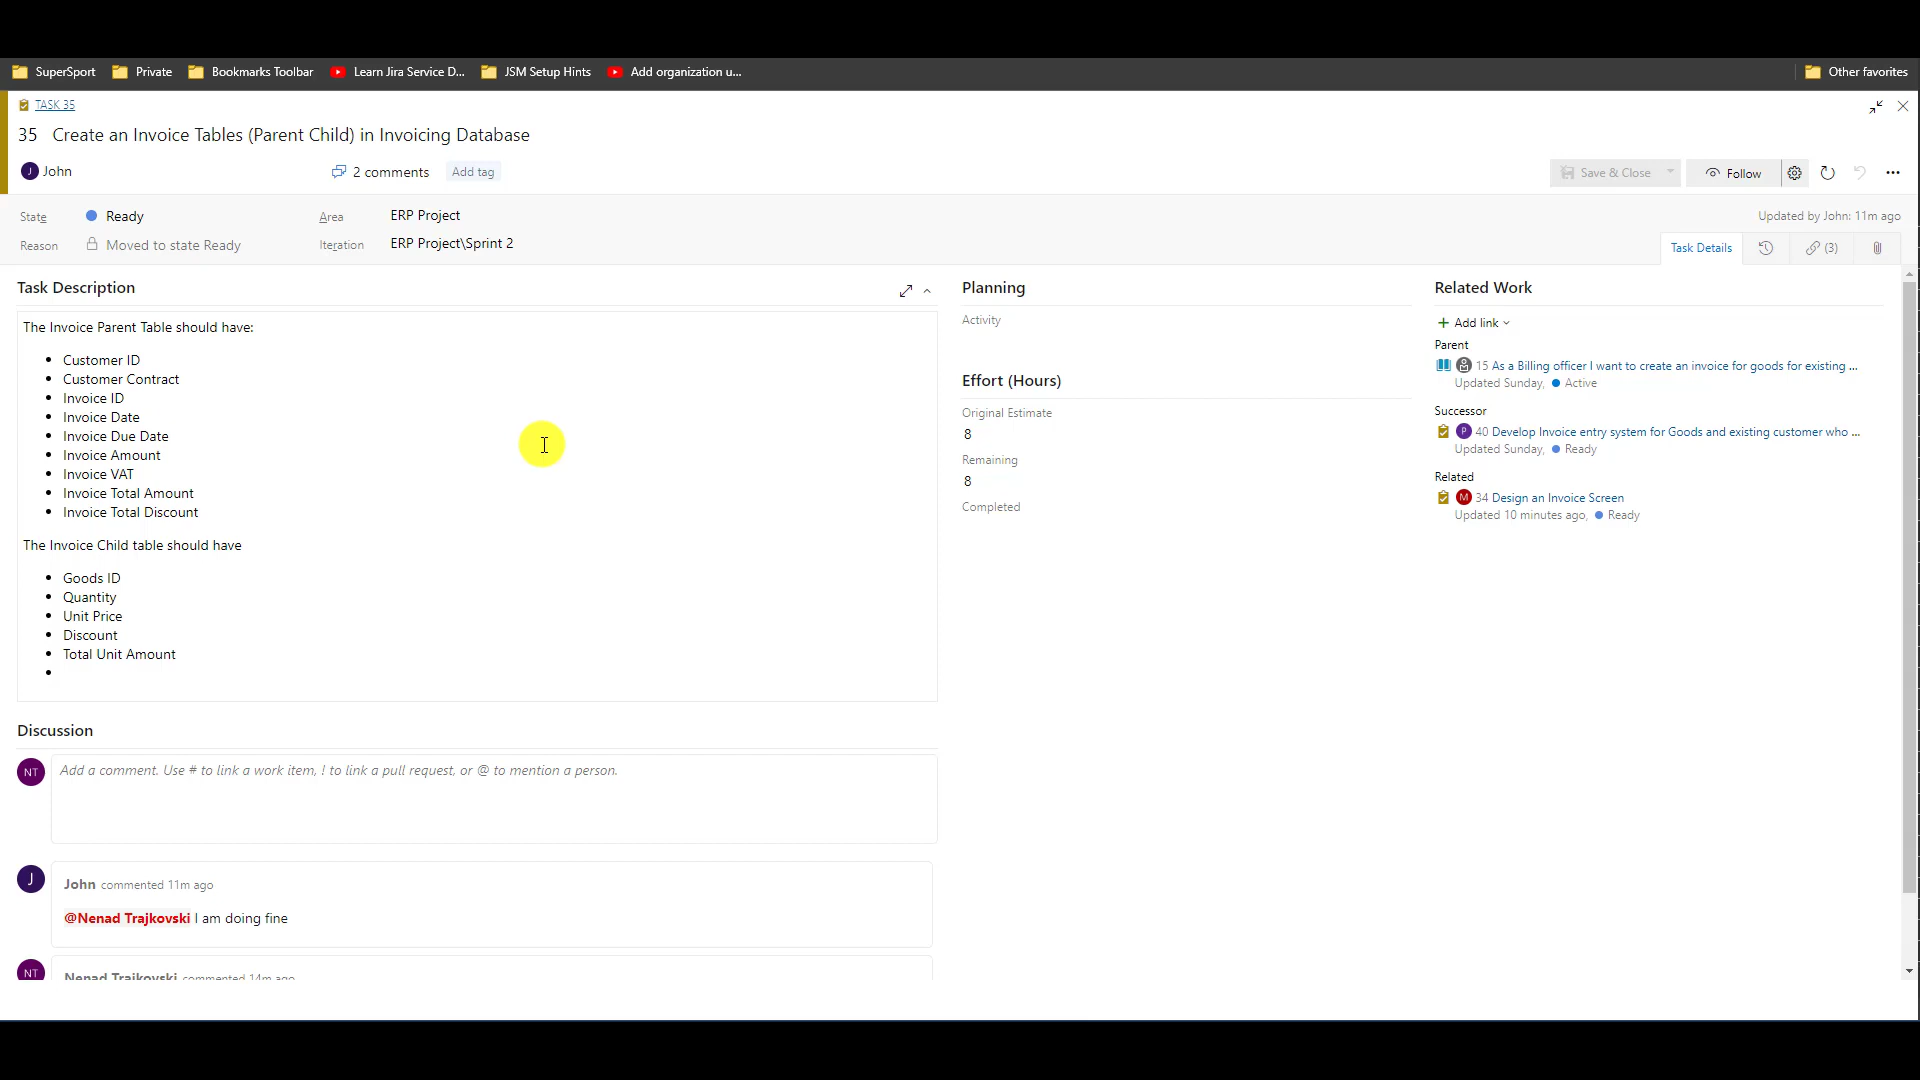 SuperSport Private Bookmarks Toolbar Learn Jira Service D... JSM Setup Hints Add organization u... Other favorites
TASK 35
35 Create an Invoice Tables (Parent Child) in Invoicing Database
J John 2 comments Add tag Save & Close Follow
State Ready Area ERP Project Updated by John: 11m ago
Reason Moved to state Ready Iteration ERP Project\Sprint 2 Task Details (3)
Task Description
The Invoice Parent Table should have:
• Customer ID
• Customer Contract
• Invoice ID
• Invoice Date
• Invoice Due Date
• Invoice Amount
• Invoice VAT
• Invoice Total Amount
• Invoice Total Discount
The Invoice Child table should have
• Goods ID
• Quantity
• Unit Price
• Discount
• Total Unit Amount
•
Discussion
NT Add a comment. Use # to link a work item, ! to link a pull request, or @ to mention a person.
J John commented 11m ago
@Nenad Trajkovski I am doing fine
NT Nenad Trajkovski commented 14m ago
Planning
Activity
Effort (Hours)
Original Estimate
8
Remaining
8
Completed
Related Work
+ Add link
Parent
15 As a Billing officer I want to create an invoice for goods for existing ...
Updated Sunday, Active
Successor
P 40 Develop Invoice entry system for Goods and existing customer who ...
Updated Sunday, Ready
Related
M 34 Design an Invoice Screen
Updated 10 minutes ago, Ready